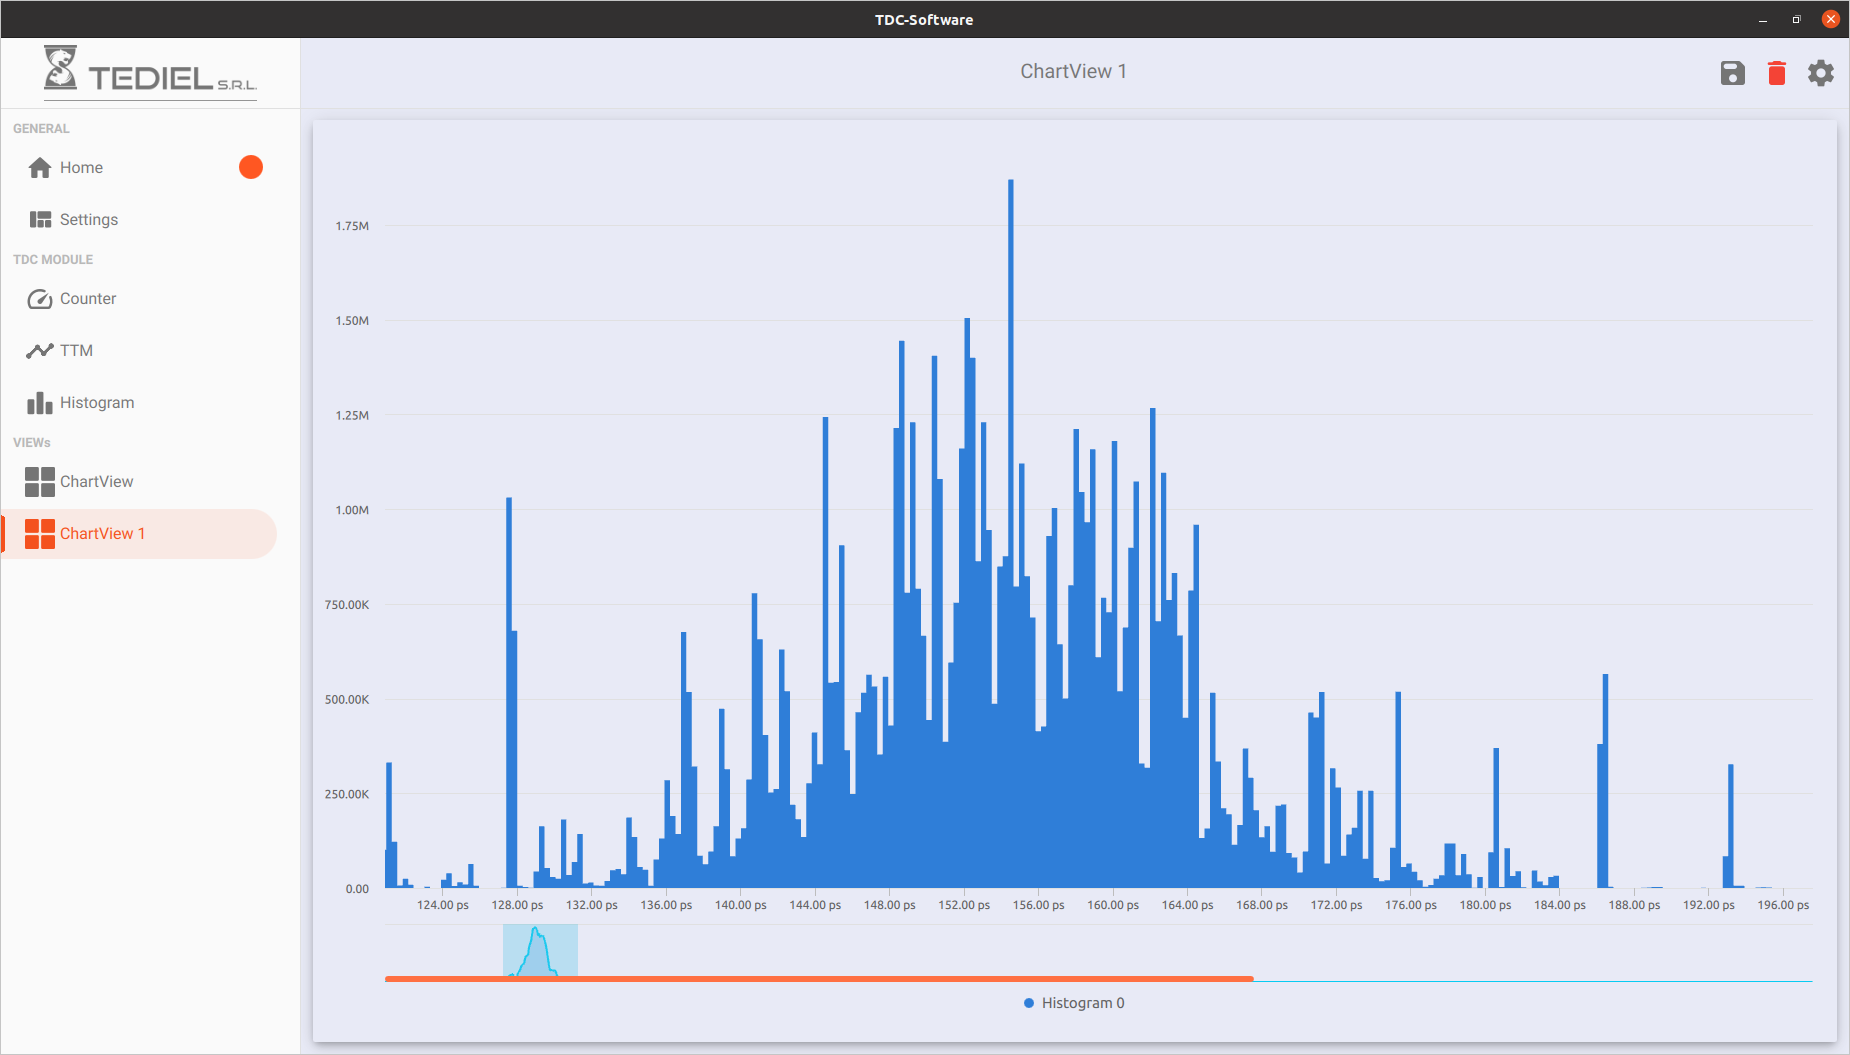 TDC-Software
TEDIEL S.R.L.
ChartView 1
GENERAL
Home
Settings
TDC MODULE
Counter
TTM
Histogram
VIEWs
ChartView
ChartView 1
1.75M
1.50M
1.25M
1.00M
750.00K
500.00K
250.00K
0.00
124.00 ps 128.00 ps 132.00 ps 136.00 ps 140.00 ps 144.00 ps 148.00 ps 152.00 ps 156.00 ps 160.00 ps 164.00 ps 168.00 ps 172.00 ps 176.00 ps 180.00 ps 184.00 ps 188.00 ps 192.00 ps 196.00 ps
Histogram 0